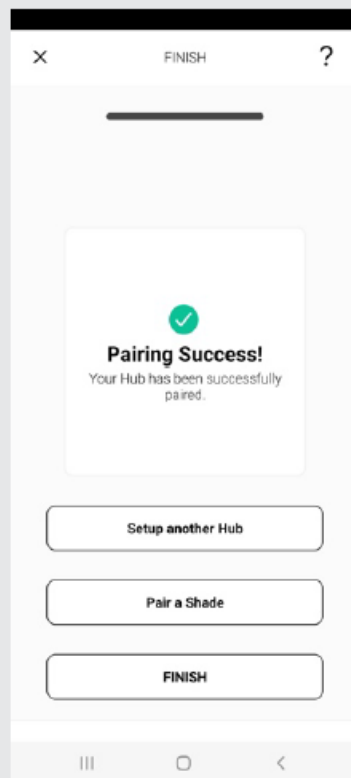 FINISH ?
Pairing Success!
Your Hub has been successfully
paired.
Setup another Hub
Pair a Shade
FINISH